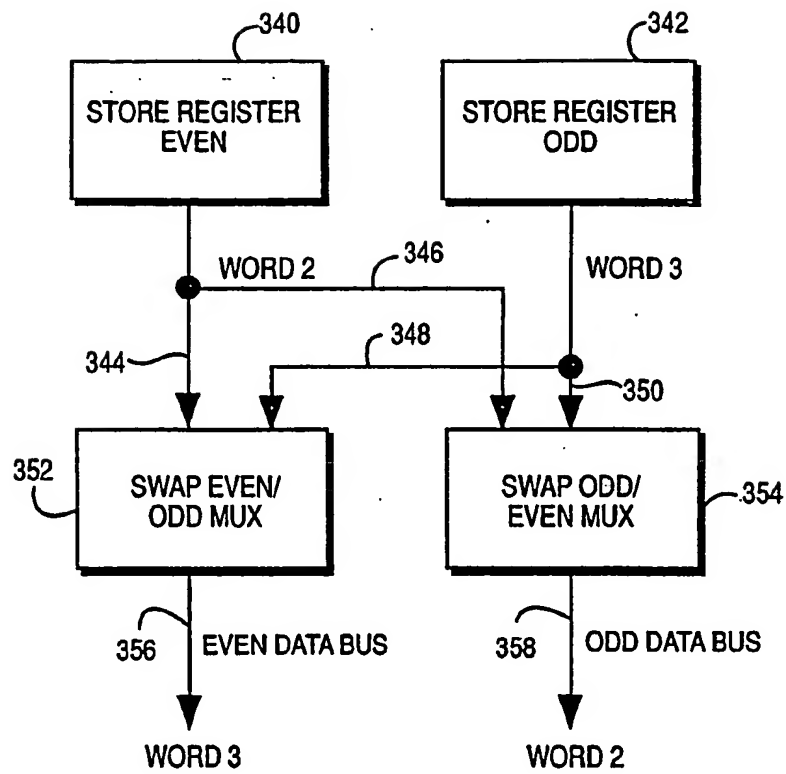 340
342
STORE REGISTER
EVEN
STORE REGISTER
ODD
WORD 2
346
WORD 3
344
348
350
352
SWAP EVEN/
ODD MUX
SWAP ODD/
EVEN MUX
354
356
EVEN DATA BUS
358
ODD DATA BUS
WORD 3
WORD 2